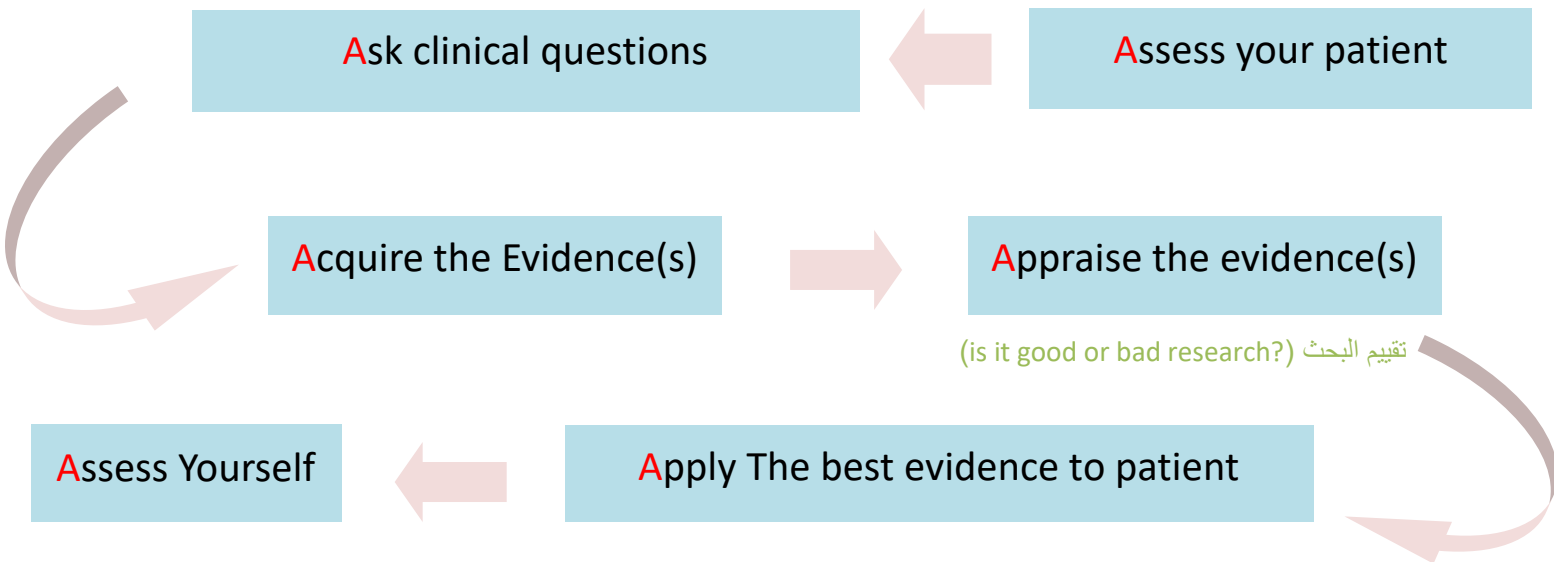 Assess your patient
Ask clinical questions
Acquire the Evidence(s)
Appraise the evidence(s)
تقييم البحث (is it good or bad research?)
Apply The best evidence to patient
Assess Yourself